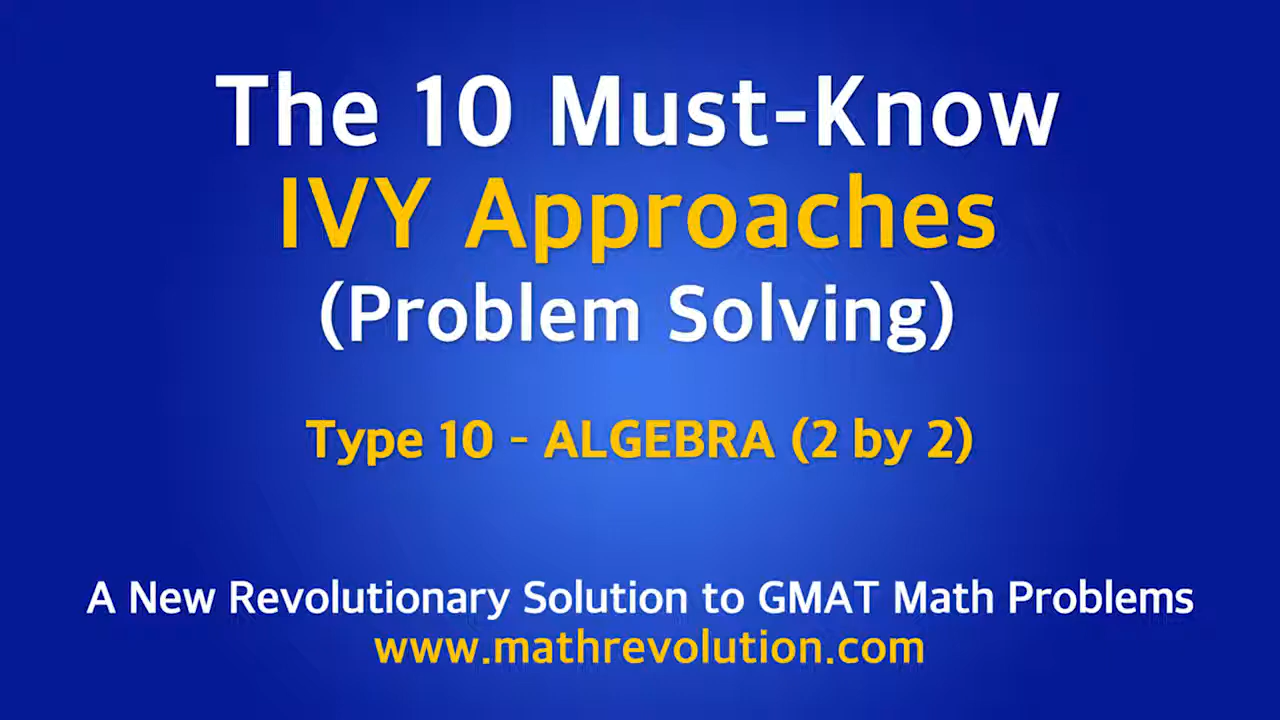 The 10 Must-Know
IVY Approaches
(Problem Solving)
Type 10 - ALGEBRA (2 by 2)
A New Revolutionary Solution to GMAT Math Problems
www.mathrevolution.com